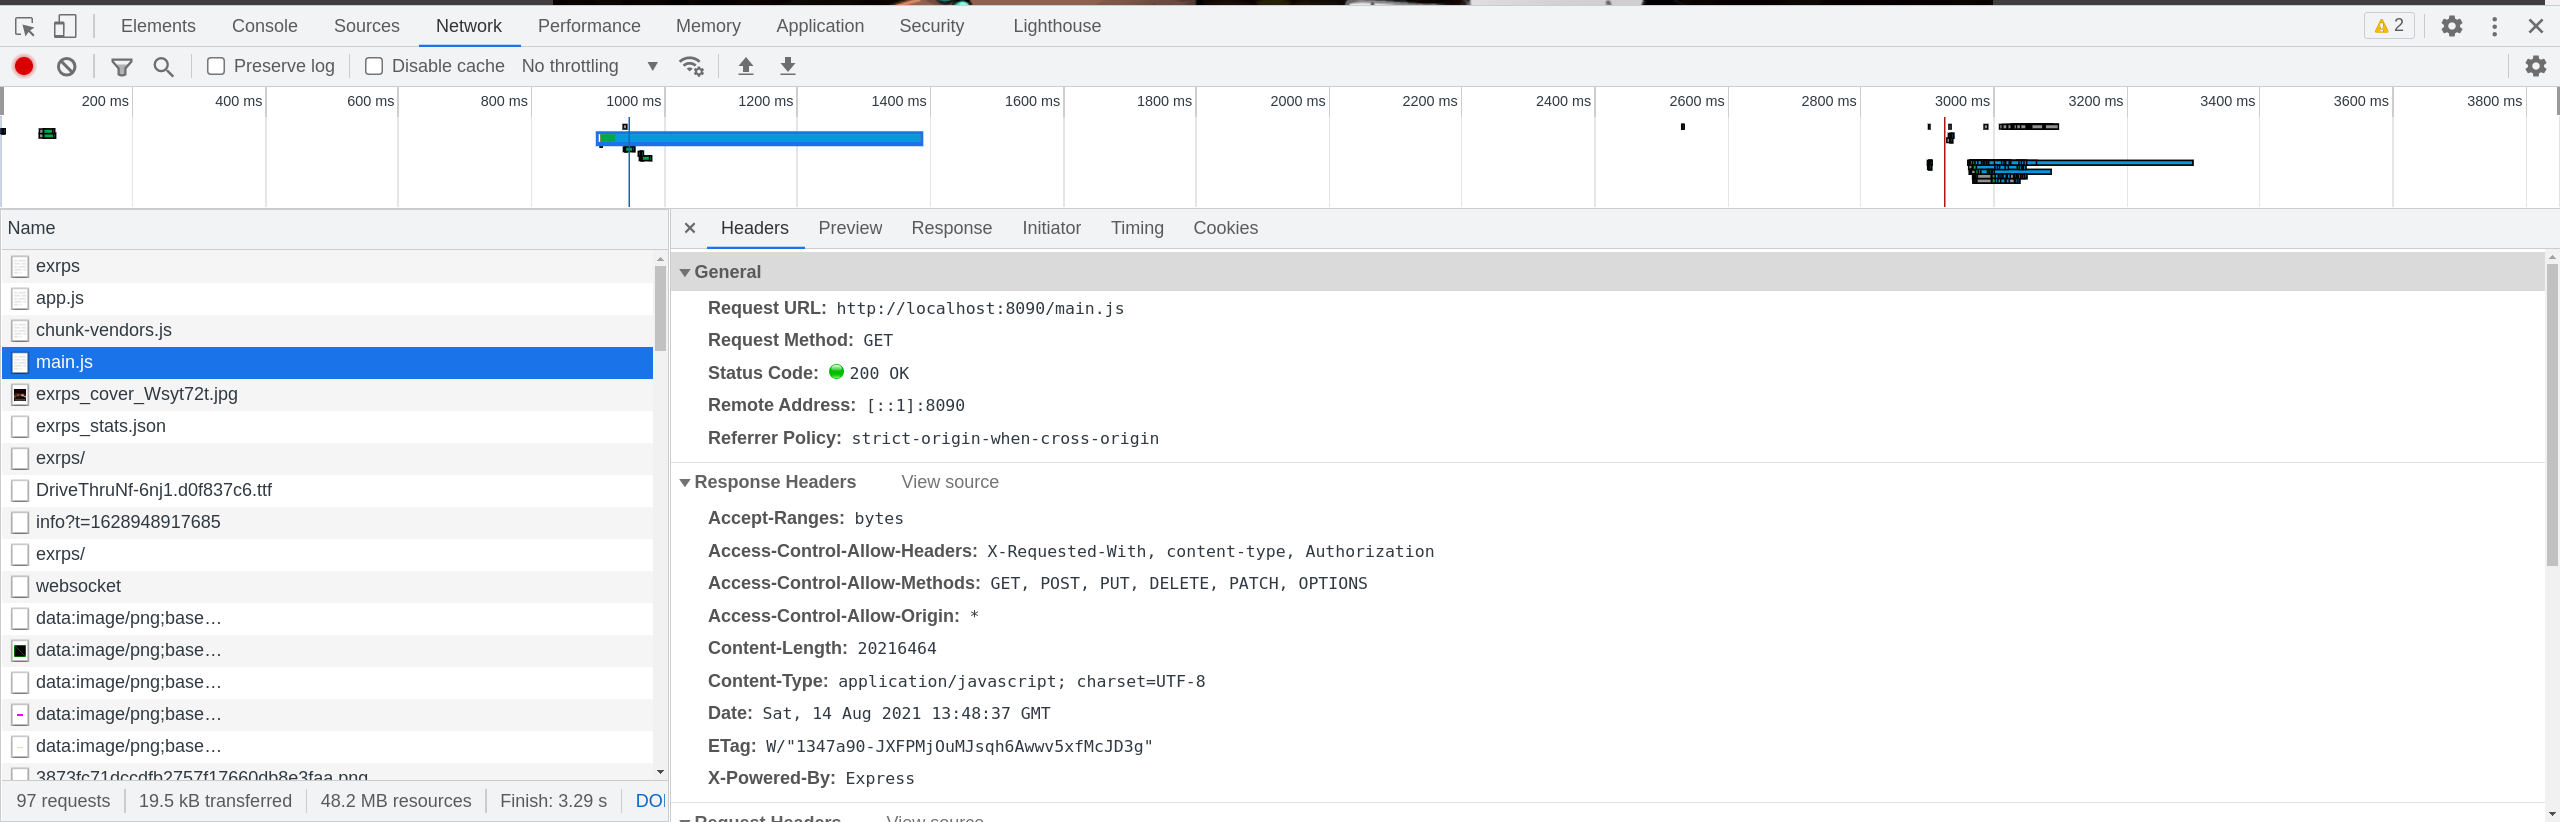 Elements Console Sources Network Performance Memory Application Security Lighthouse 2
Preserve log Disable cache No throttling
200 ms 400 ms 600 ms 800 ms 1000 ms 1200 ms 1400 ms 1600 ms 1800 ms 2000 ms 2200 ms 2400 ms 2600 ms 2800 ms 3000 ms 3200 ms 3400 ms 3600 ms 3800 ms
Name
exrps
app.js
chunk-vendors.js
main.js
exrps_cover_Wsyt72t.jpg
exrps_stats.json
exrps/
DriveThruNf-6nj1.d0f837c6.ttf
info?t=1628948917685
exrps/
websocket
data:image/png;base…
data:image/png;base…
data:image/png;base…
data:image/png;base…
data:image/png;base…
3873fc71dccdfb2757f17660db8e3faa.png
97 requests 19.5 kB transferred 48.2 MB resources Finish: 3.29 s DO
Headers Preview Response Initiator Timing Cookies
General
Request URL: http://localhost:8090/main.js
Request Method: GET
Status Code: 200 OK
Remote Address: [::1]:8090
Referrer Policy: strict-origin-when-cross-origin
Response Headers View source
Accept-Ranges: bytes
Access-Control-Allow-Headers: X-Requested-With, content-type, Authorization
Access-Control-Allow-Methods: GET, POST, PUT, DELETE, PATCH, OPTIONS
Access-Control-Allow-Origin: *
Content-Length: 20216464
Content-Type: application/javascript; charset=UTF-8
Date: Sat, 14 Aug 2021 13:48:37 GMT
ETag: W/"1347a90-JXFPMjOuMJsqh6Awwv5xfMcJD3g"
X-Powered-By: Express
Request Headers View source